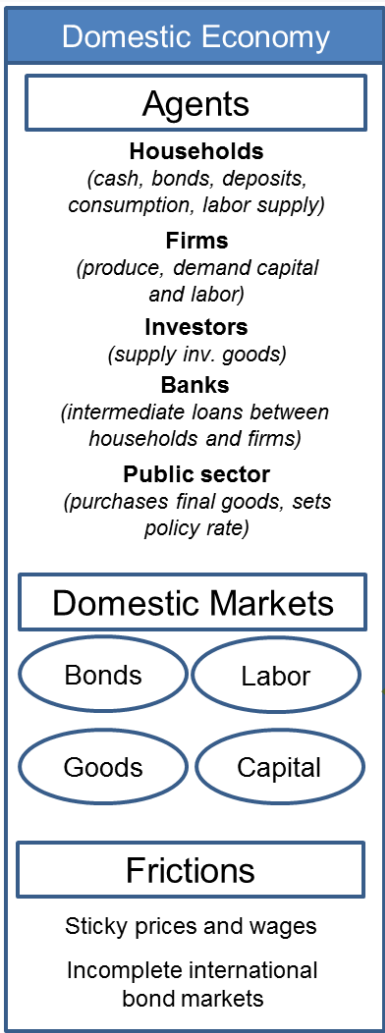 Domestic Economy
Agents
Households
(cash, bonds, deposits,
consumption, labor supply)
Firms
(produce, demand capital
and labor)
Investors
(supply inv. goods)
Banks
(intermediate loans between
households and firms)
Public sector
(purchases final goods, sets
policy rate)
Domestic Markets
Bonds
Labor
Goods
Capital
Frictions
Sticky prices and wages
Incomplete international
bond markets